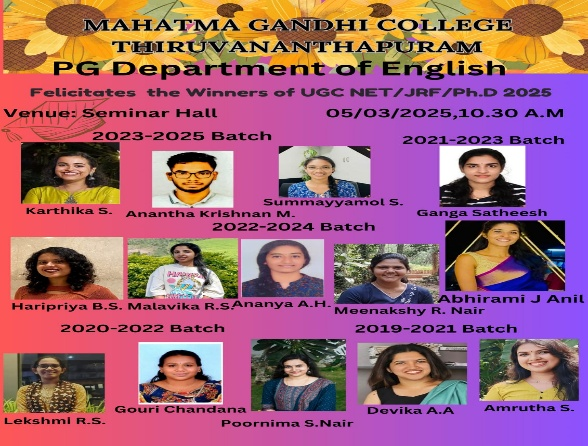 MAHATMA GANDHI COLLEGE
THIRUVANANTHAPURAM
PG Department of English
Felicitates the Winners of UGC NET/JRF/Ph.D 2025
Venue: Seminar Hall 05/03/2025,10.30 A.M
2023-2025 Batch 2021-2023 Batch
Karthika S. Anantha Krishnan M. Summayyamol S. Ganga Satheesh
2022-2024 Batch
Haripriya B.S. Malavika R.S. Ananya A.H. Meenakshy R. Nair Abhirami J Anil
2020-2022 Batch 2019-2021 Batch
Lekshmi R.S. Gouri Chandana Poornima S.Nair Devika A.A Amrutha S.